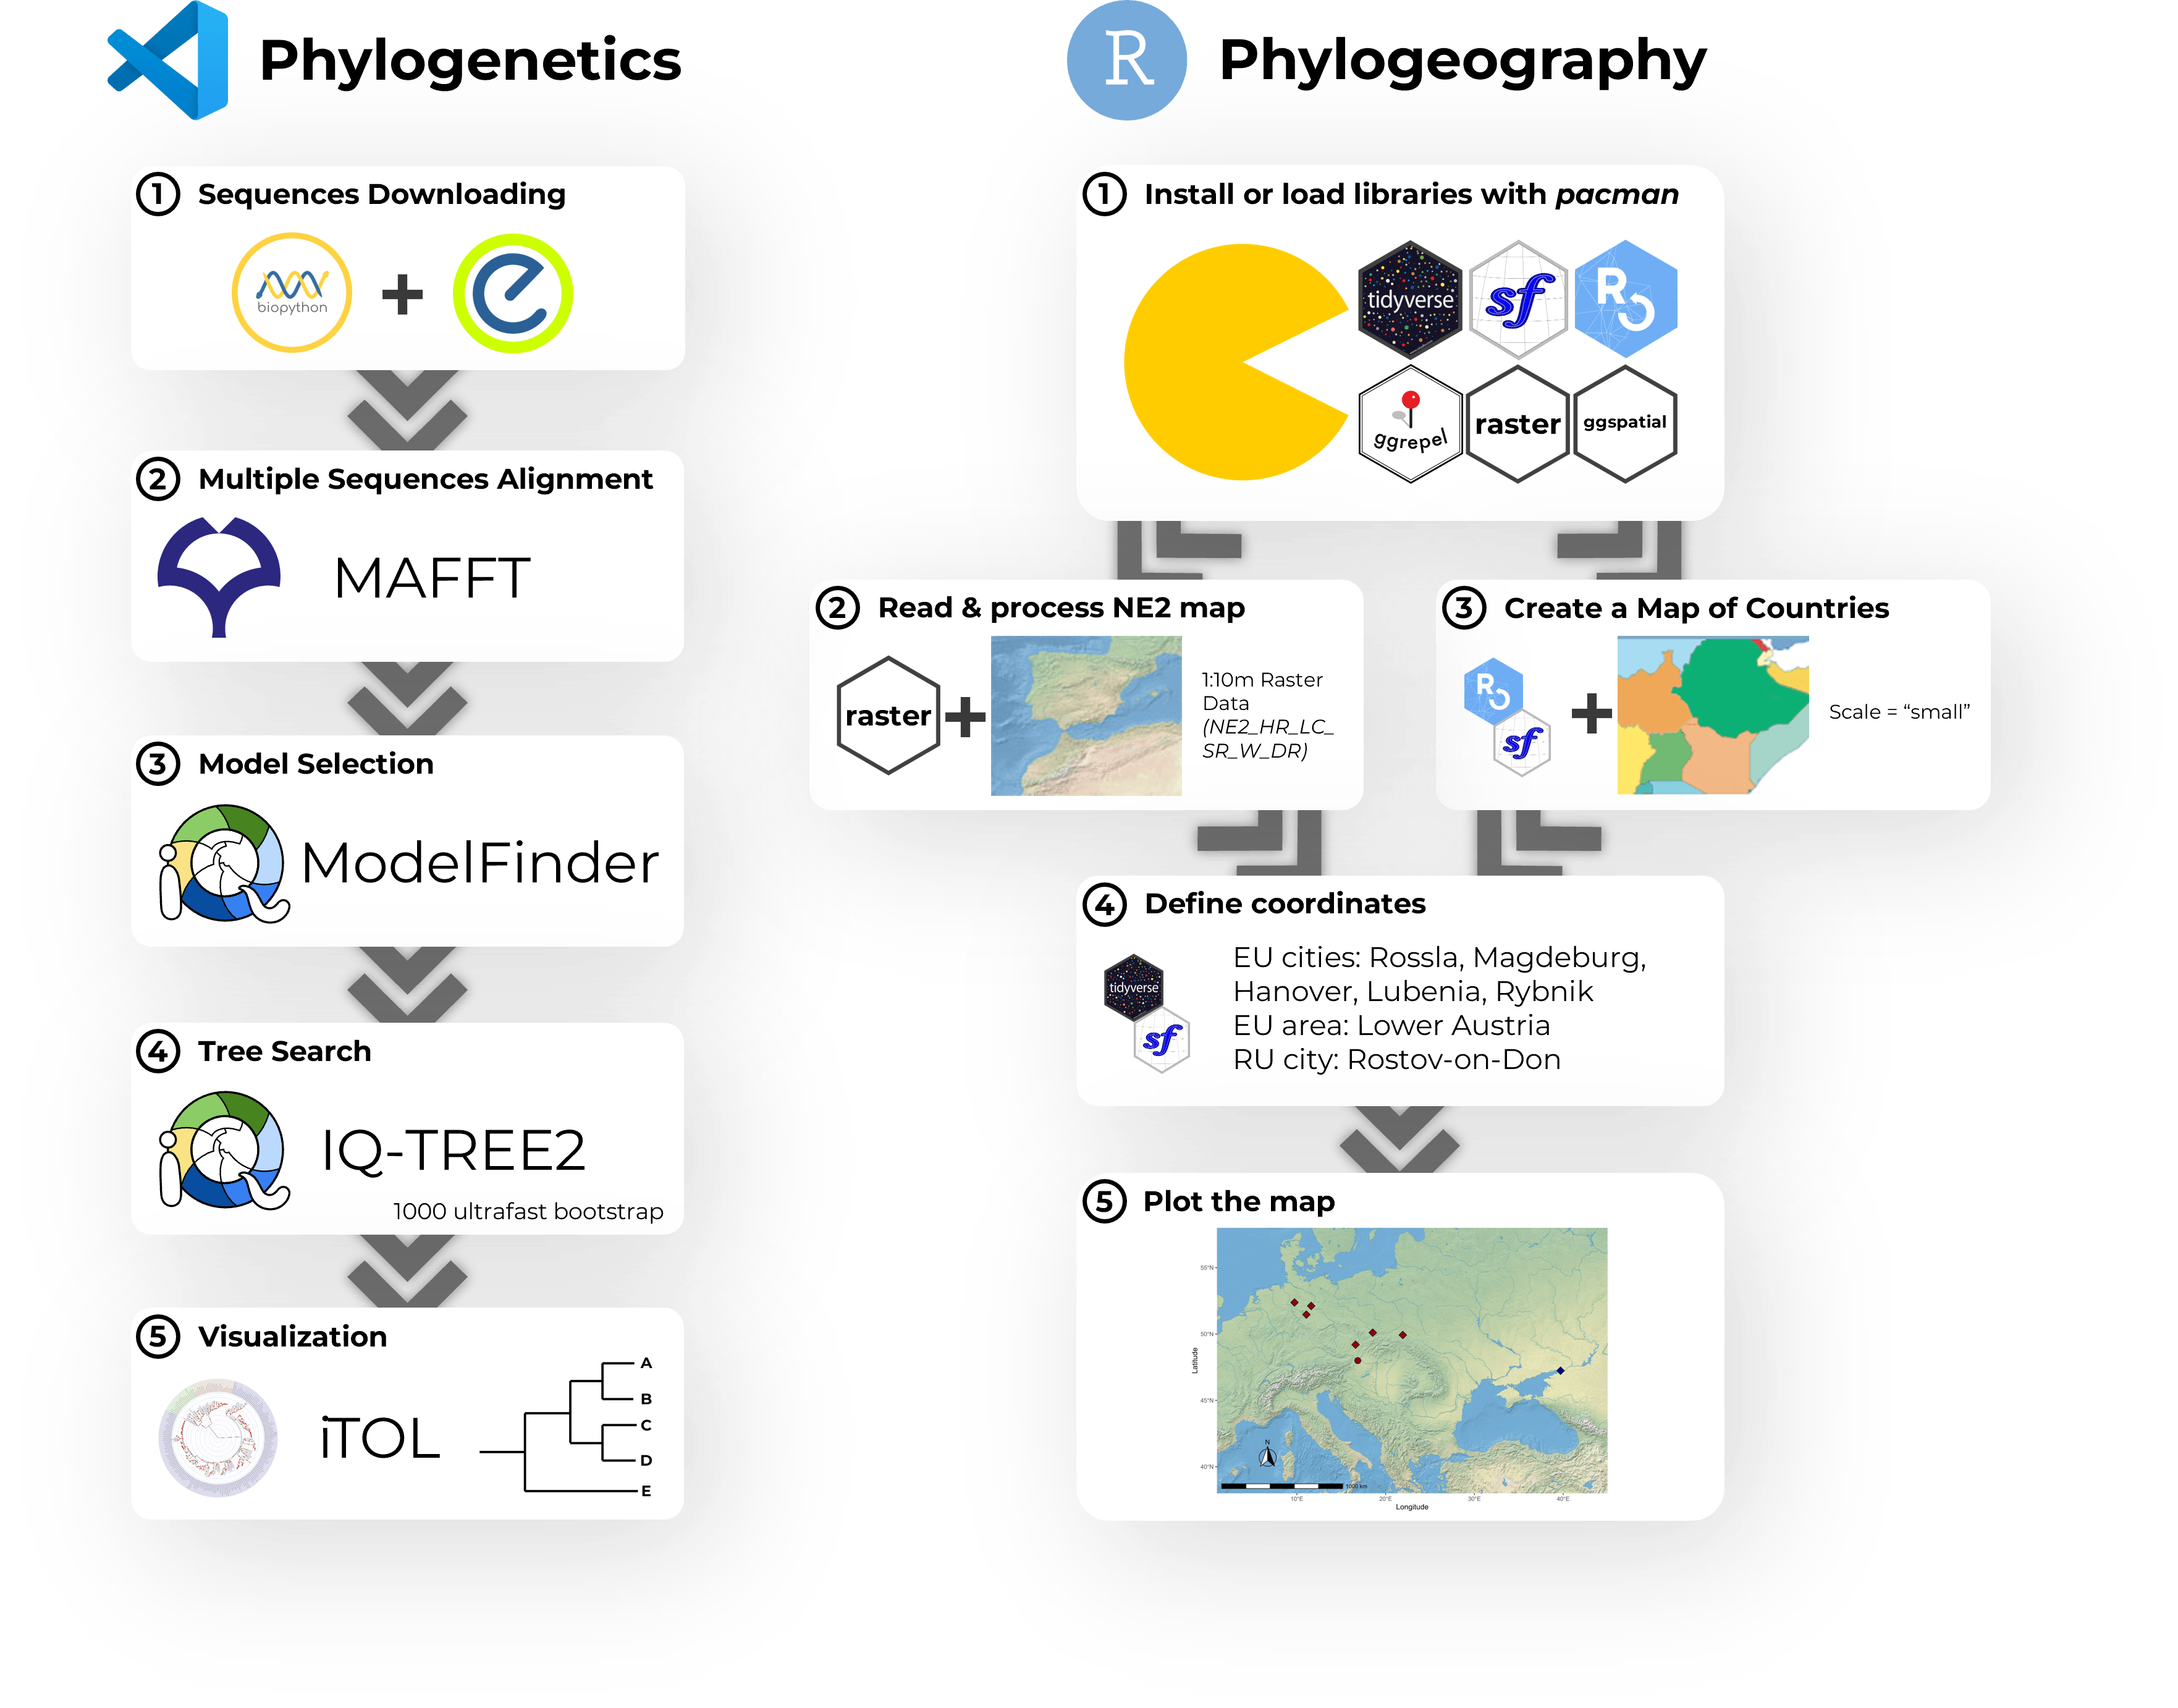 Phylogenetics
1 Sequences Downloading
biopython
+
2 Multiple Sequences Alignment
MAFFT
3 Model Selection
ModelFinder
4 Tree Search
IQ-TREE2
1000 ultrafast bootstrap
5 Visualization
iTOL
A
B
C
D
E
R Phylogeography
1 Install or load libraries with pacman
tidyverse sf R
ggrepel raster ggspatial
2 Read & process NE2 map
raster +
1:10m Raster
Data
(NE2_HR_LC_
SR_W_DR)
3 Create a Map of Countries
R
sf
+
Scale = “small”
4 Define coordinates
tidyverse
sf
EU cities: Rossla, Magdeburg,
Hanover, Lubenia, Rybnik
EU area: Lower Austria
RU city: Rostov-on-Don
5 Plot the map
55°N
50°N
45°N
40°N
Latitude
N
1000 km
10°E 20°E 30°E 40°E
Longitude